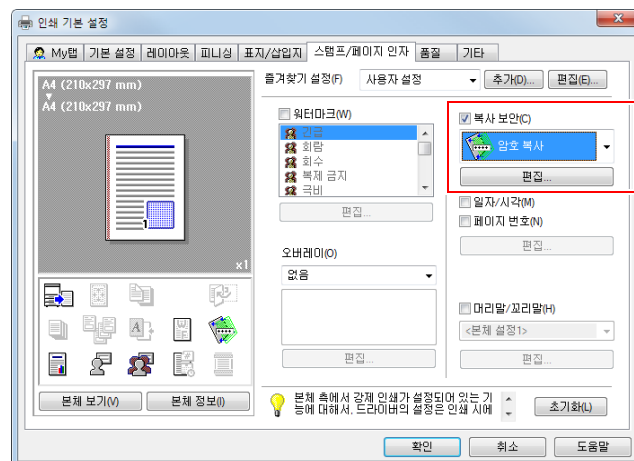 인쇄 기본 설정
My탭 기본 설정 레이아웃 피니싱 표지/삽입지 스탬프/페이지 인자 품질 기타
A4 (210x297 mm)
A4 (210x297 mm)
1
x1
본체 보기(V) 본체 정보(I)
즐겨찾기 설정(F) 사용자 설정 추가(D)... 편집(E)...
워터마크(W)
긴급
회람
회수
복제 금지
극비
편집...
오버레이(O)
없음
편집...
복사 보안(C)
암호 복사
편집...
일자/시각(M)
페이지 번호(N)
편집...
머리말/꼬리말(H)
<본체 설정1>
편집...
본체 측에서 강제 인쇄가 설정되어 있는 기
능에 대해서, 드라이버의 설정은 인쇄 시에
초기화(L)
확인 취소 도움말